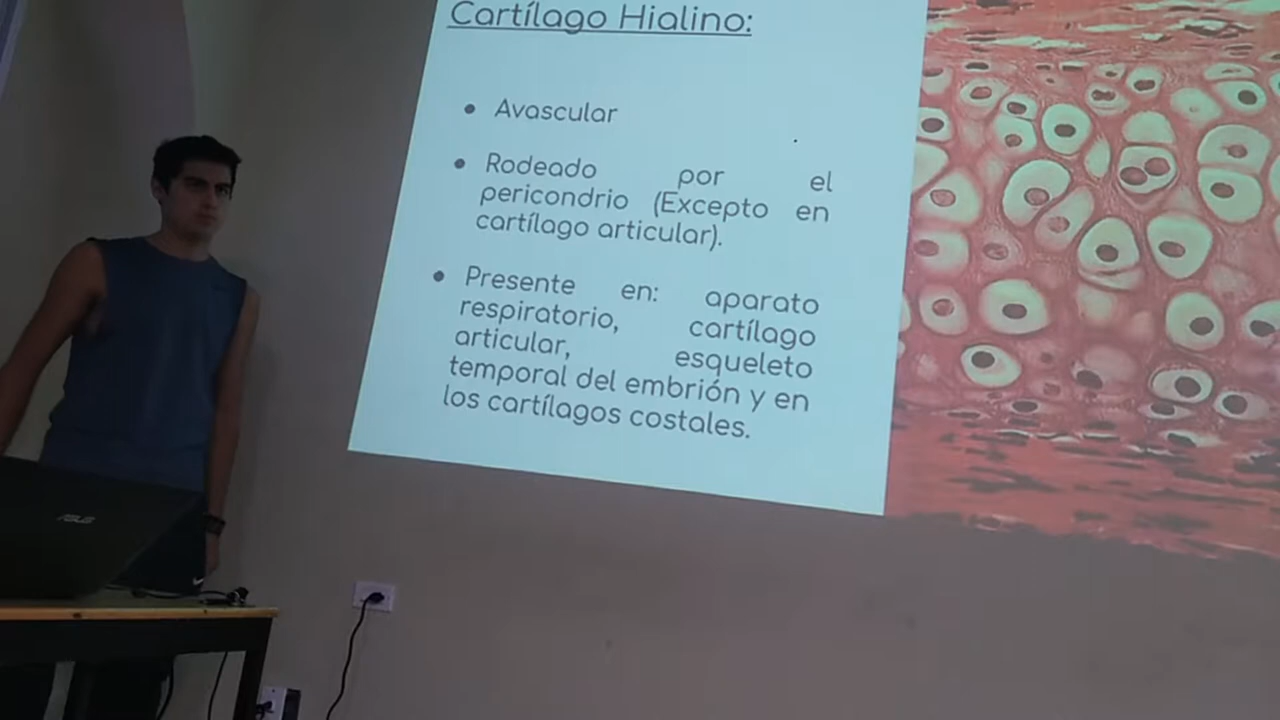 Cartílago Hialino:
• Avascular
• Rodeado por el
pericondrio (Excepto en
cartílago articular).
• Presente en: aparato
respiratorio, cartílago
articular, esqueleto
temporal del embrión y en
los cartílagos costales.
ASUS